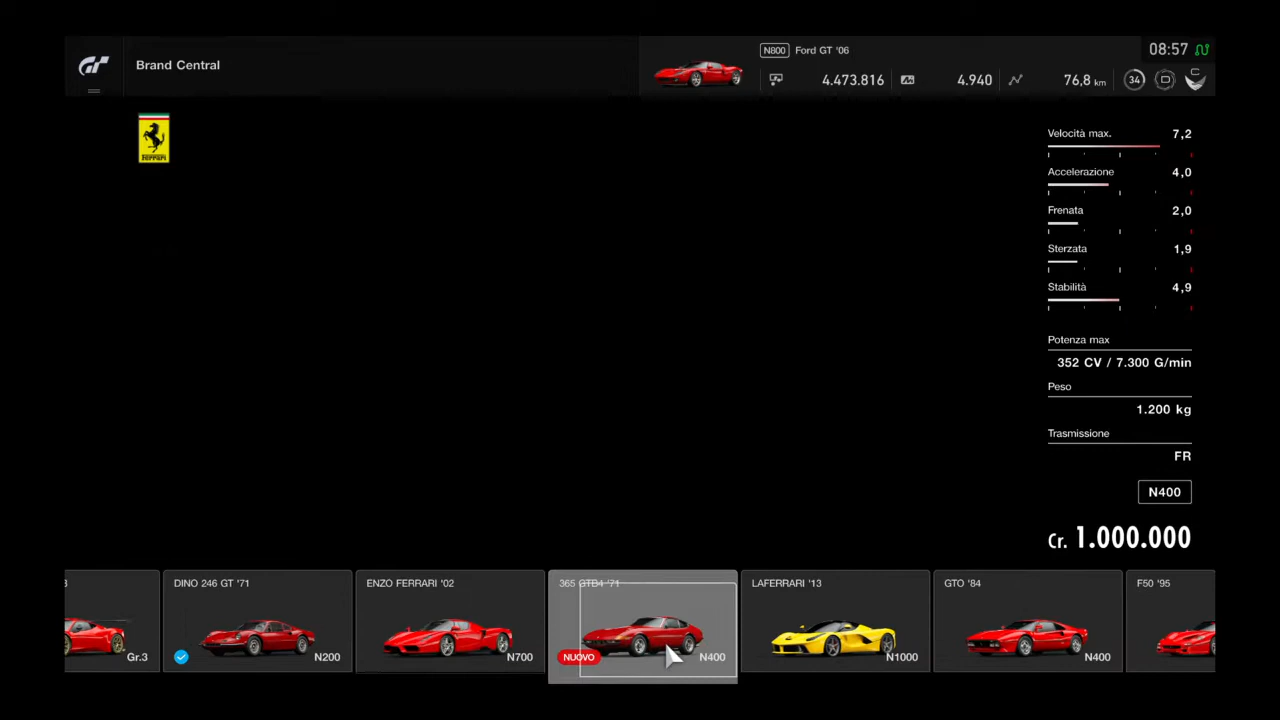 Brand Central
N800 Ford GT '06
08:57
4.473.816
4.940
76,8 km
34
D
C
Ferrari
Velocità max. 7,2
Accelerazione 4,0
Frenata 2,0
Sterzata 1,9
Stabilità 4,9
Potenza max
352 CV / 7.300 G/min
Peso
1.200 kg
Trasmissione
FR
N400
Cr. 1.000.000
3
Gr.3
DINO 246 GT '71
N200
ENZO FERRARI '02
N700
365 GTB4 '71
NUOVO
N400
LAFERRARI '13
N1000
GTO '84
N400
F50 '95